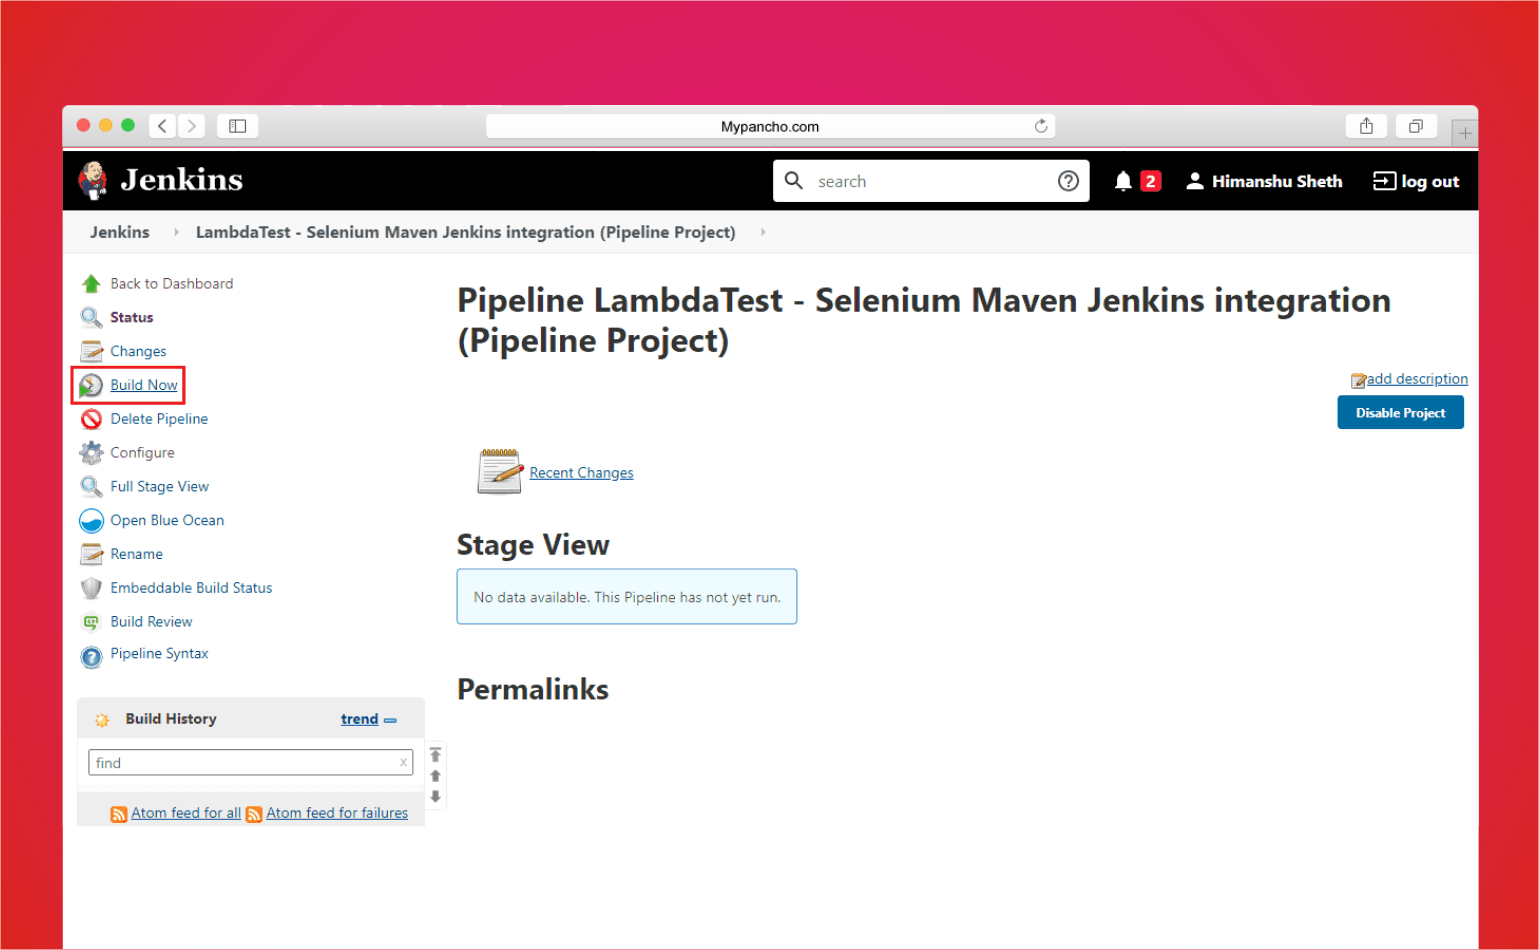 Mypancho.com
Jenkins
search
2
Himanshu Sheth
log out
Jenkins
LambdaTest - Selenium Maven Jenkins integration (Pipeline Project)
Back to Dashboard
Status
Changes
Build Now
Delete Pipeline
Configure
Full Stage View
Open Blue Ocean
Rename
Embeddable Build Status
Build Review
Pipeline Syntax
Build History
trend
find
x
Atom feed for all
Atom feed for failures
Pipeline LambdaTest - Selenium Maven Jenkins integration
(Pipeline Project)
add description
Disable Project
Recent Changes
Stage View
No data available. This Pipeline has not yet run.
Permalinks